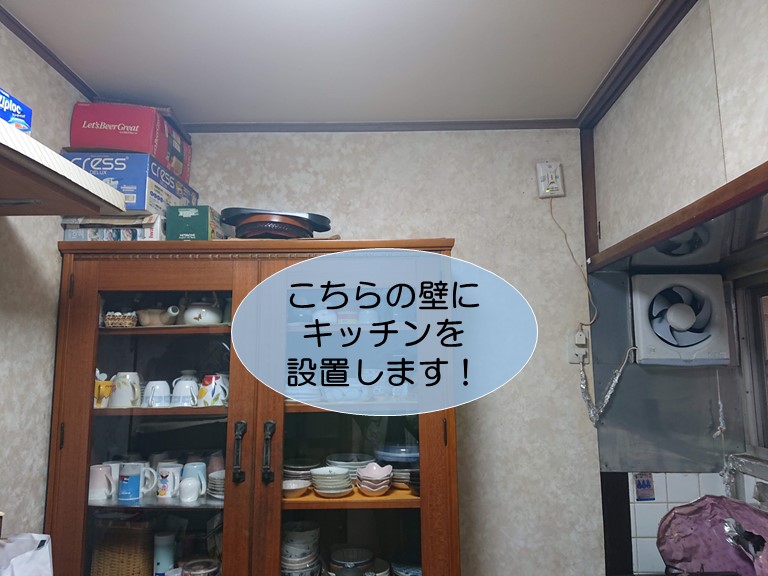 Ziploc
Let'sBeerGreat
CRESS
DELUX
こちらの壁に
キッチンを
設置します！